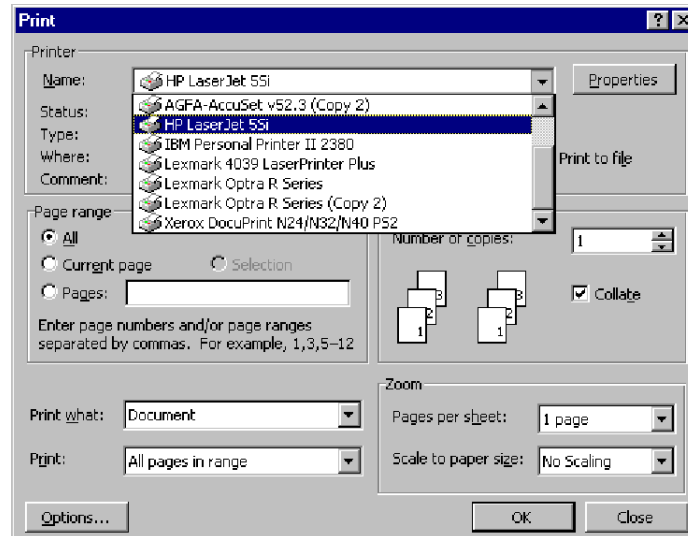 Print
Printer
Name: HP LaserJet 5Si Properties
AGFA-AccuSet v52.3 (Copy 2)
Status: HP LaserJet 5Si
Type: IBM Personal Printer II 2380
Where: Lexmark 4039 LaserPrinter Plus Print to file
Comment: Lexmark Optra R Series
Lexmark Optra R Series (Copy 2)
Xerox DocuPrint N24/N32/N40 PS2
Page range
All Number of copies: 1
Current page Selection
Pages: Collate
1 2 3 1 2 3
Enter page numbers and/or page ranges
separated by commas. For example, 1,3,5–12
Zoom
Print what: Document Pages per sheet: 1 page
Print: All pages in range Scale to paper size: No Scaling
Options... OK Close